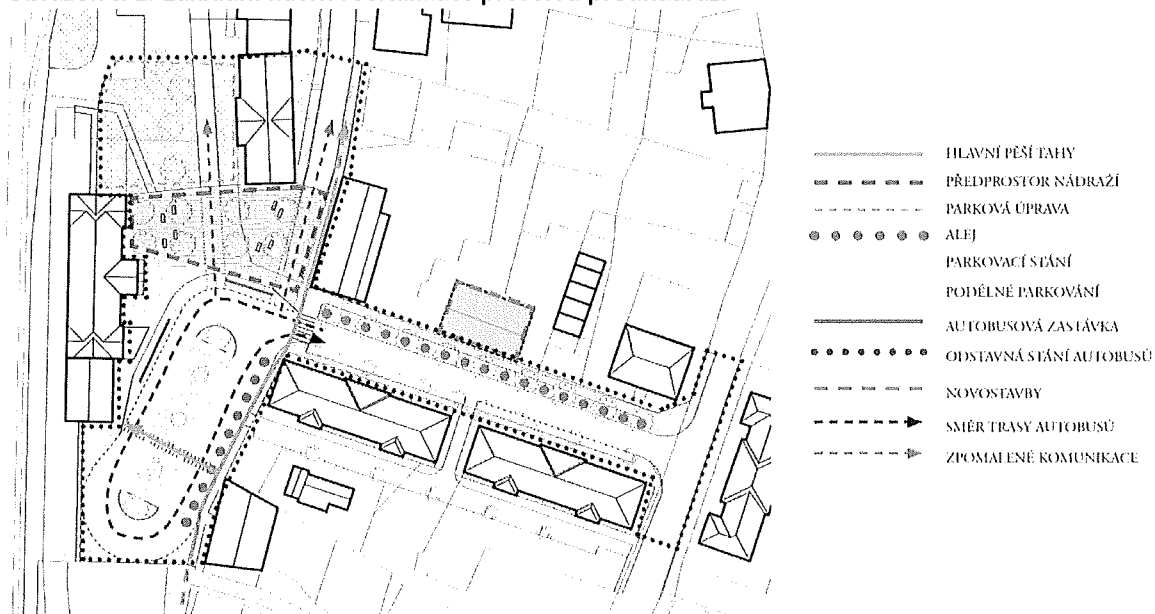 HLAVNÍ PĚŠÍ TAHY
PŘEDPROSTOR NÁDRAŽÍ
PARKOVÁ ÚPRAVA
ALEJ
PARKOVACÍ STÁNÍ
PODÉLNÉ PARKOVÁNÍ
AUTOBUSOVÁ ZASTÁVKA
ODSTAVNÁ STÁNÍ AUTOBUSŮ
NOVOSTAVBY
SMĚR TRASY AUTOBUSŮ
ZPOMALENÉ KOMUNIKACE